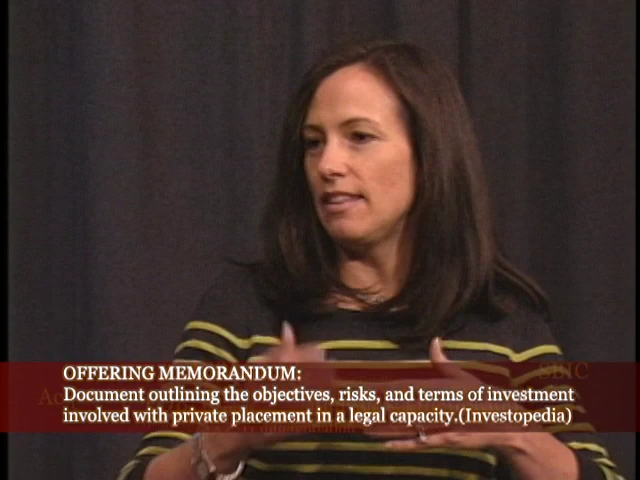 OFFERING MEMORANDUM:
SBIC
Document outlining the objectives, risks, and terms of investment
involved with private placement in a legal capacity.(Investopedia)